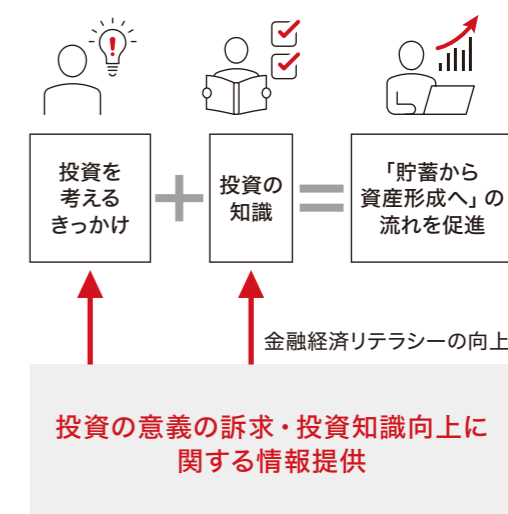 投資を
考える
きっかけ
投資の
知識
「貯蓄から
資産形成へ」の
流れを促進
金融経済リテラシーの向上
投資の意義の訴求・投資知識向上に
関する情報提供